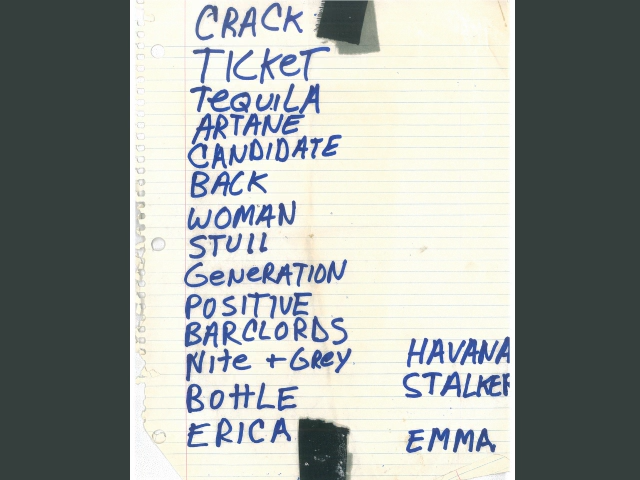 CRACK
TICKeT
TeQUILA
ARTANE
CANDIDATE
BACK
WOMAN
STUll
GeNeRATION
POSITIVE
BARCLORDS
Nite + GReY
BOttLE
ERICA
HAVANA
STALKER
EMMA